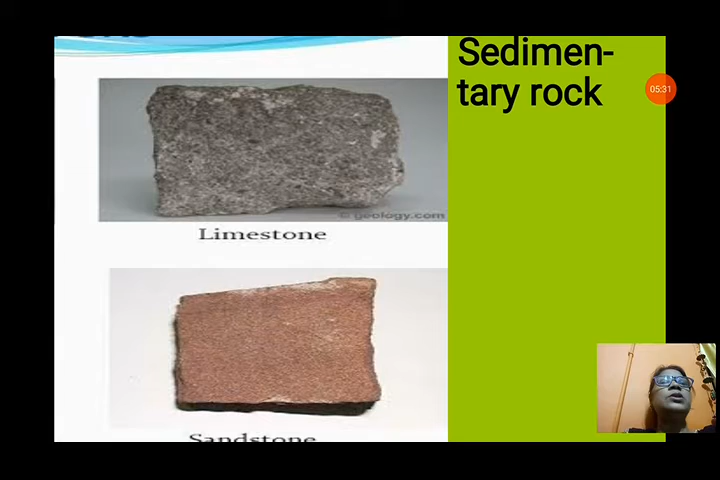 Sedimen-
tary rock
05:31
© geology.com
Limestone
Sandstone